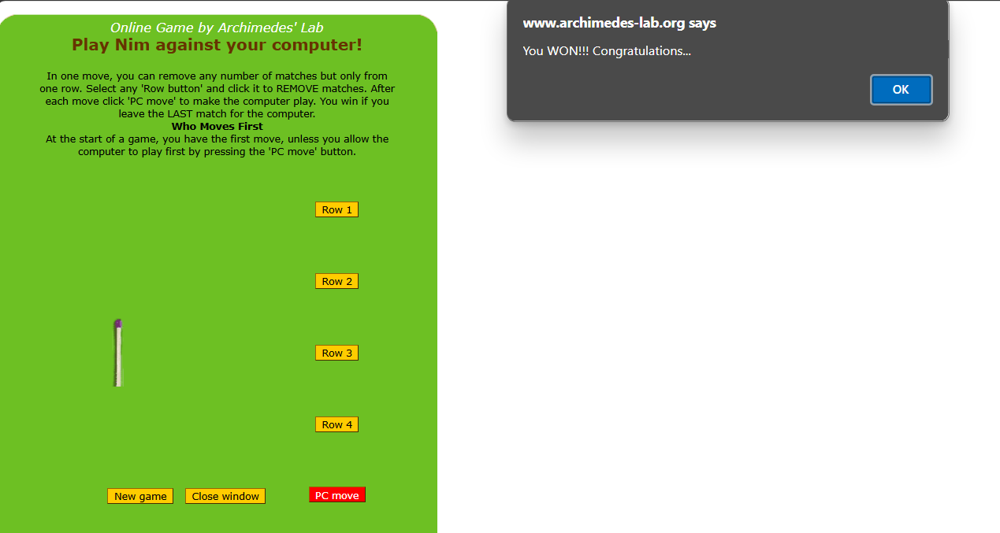 Online Game by Archimedes' Lab
Play Nim against your computer!
In one move, you can remove any number of matches but only from
one row. Select any 'Row button' and click it to REMOVE matches. After
each move click 'PC move' to make the computer play. You win if you
leave the LAST match for the computer.
Who Moves First
At the start of a game, you have the first move, unless you allow the
computer to play first by pressing the 'PC move' button.
Row 1
Row 2
Row 3
Row 4
New game
Close window
PC move
www.archimedes-lab.org says
You WON!!! Congratulations...
OK